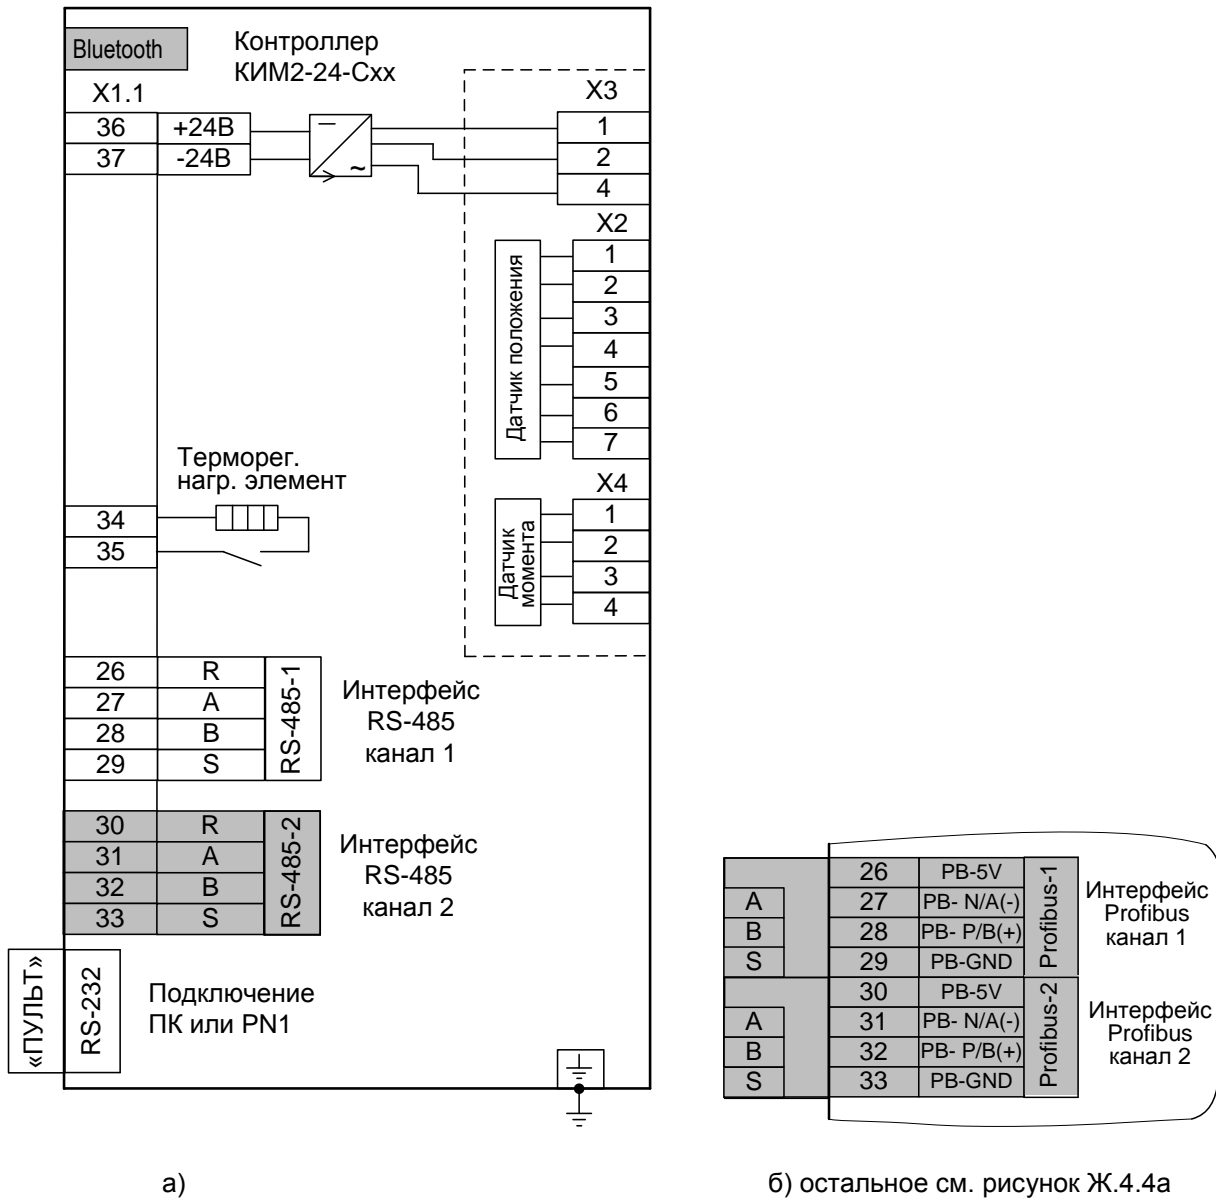 Bluetooth
Контроллер
КИМ2-24-Схх
X1.1
36 +24В
37 -24В
X3
1
2
4
X2
Датчик положения
1
2
3
4
5
6
7
Терморег.
нагр. элемент
34
35
X4
Датчик
момента
1
2
3
4
26 R
27 A
28 B
29 S
RS-485-1
Интерфейс
RS-485
канал 1
30 R
31 A
32 B
33 S
RS-485-2
Интерфейс
RS-485
канал 2
«ПУЛЬТ»
RS-232
Подключение
ПК или PN1
26 PB-5V
A 27 PB- N/A(-)
B 28 PB- P/B(+)
S 29 PB-GND
Profibus-1
Интерфейс
Profibus
канал 1
30 PB-5V
A 31 PB- N/A(-)
B 32 PB- P/B(+)
S 33 PB-GND
Profibus-2
Интерфейс
Profibus
канал 2
а)
б) остальное см. рисунок Ж.4.4а